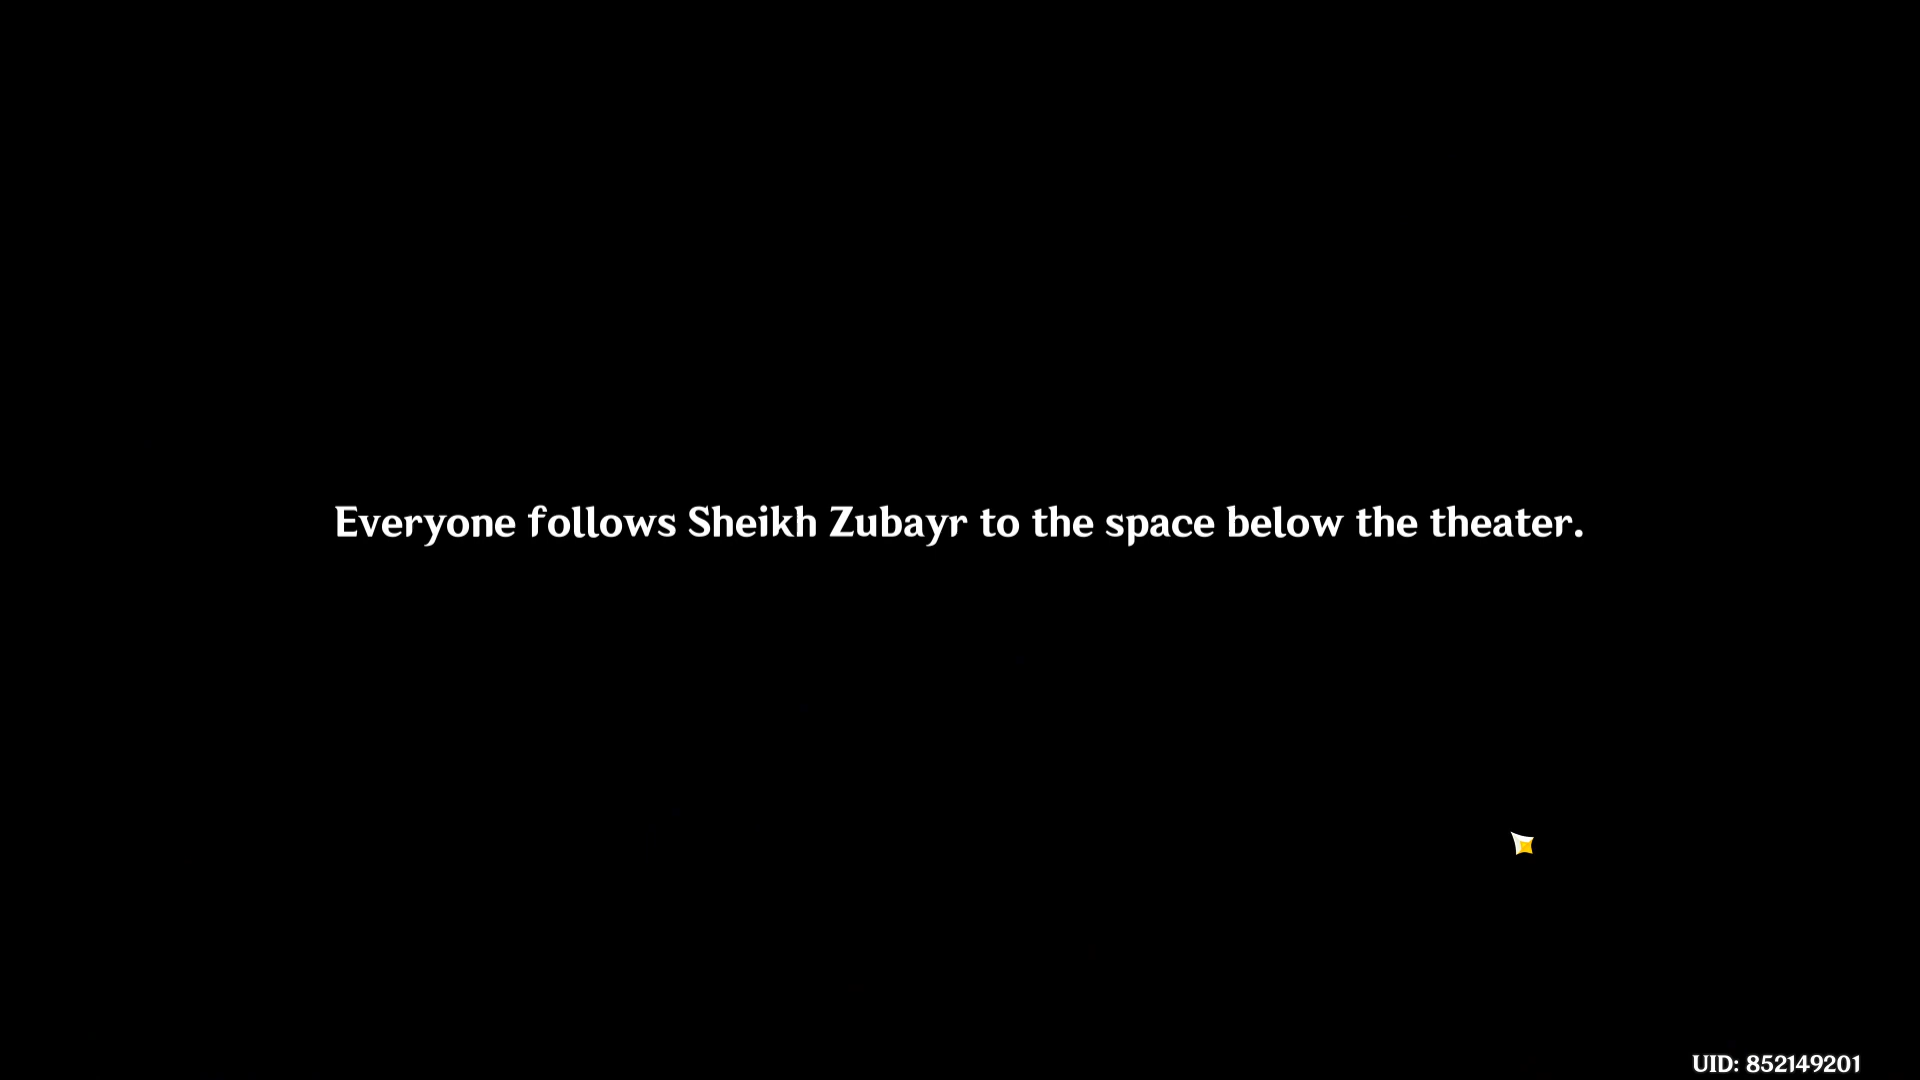 Everyone follows Sheikh Zubayr to the space below the theater.
UID: 852149201